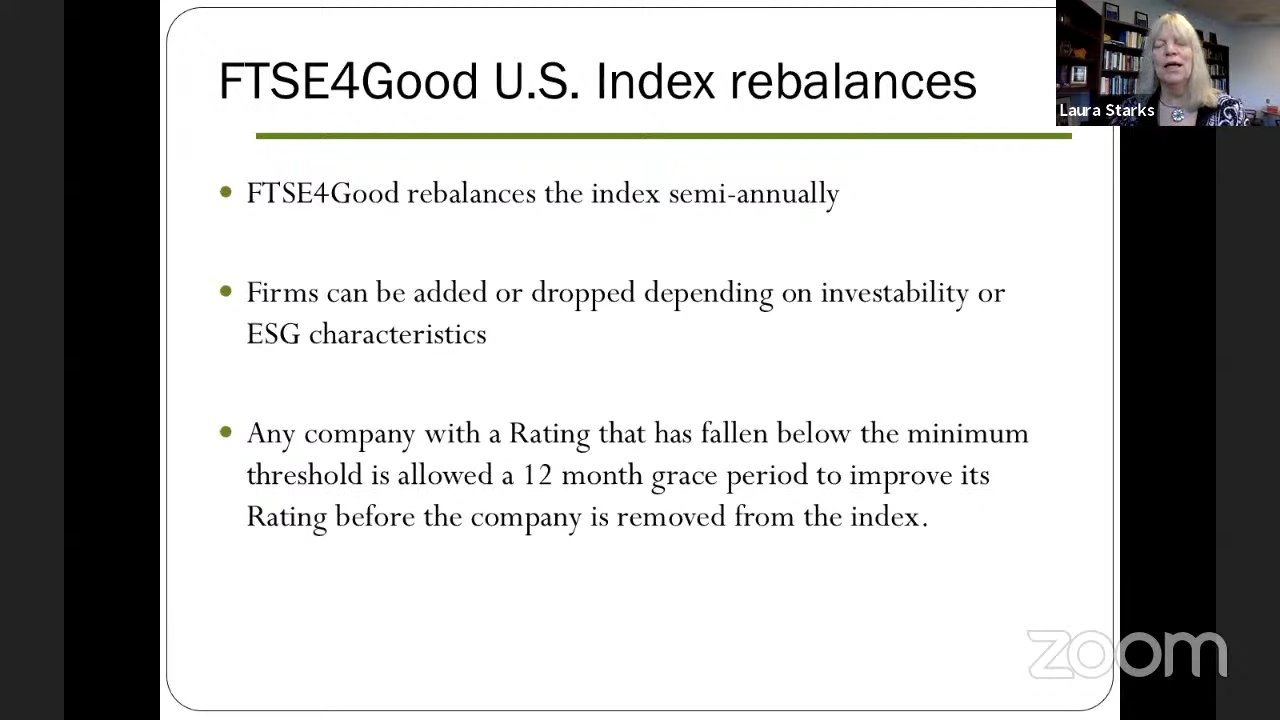 FTSE4Good U.S. Index rebalances
Laura Starks
FTSE4Good rebalances the index semi-annually
Firms can be added or dropped depending on investability or
ESG characteristics
Any company with a Rating that has fallen below the minimum
threshold is allowed a 12 month grace period to improve its
Rating before the company is removed from the index.
zoom